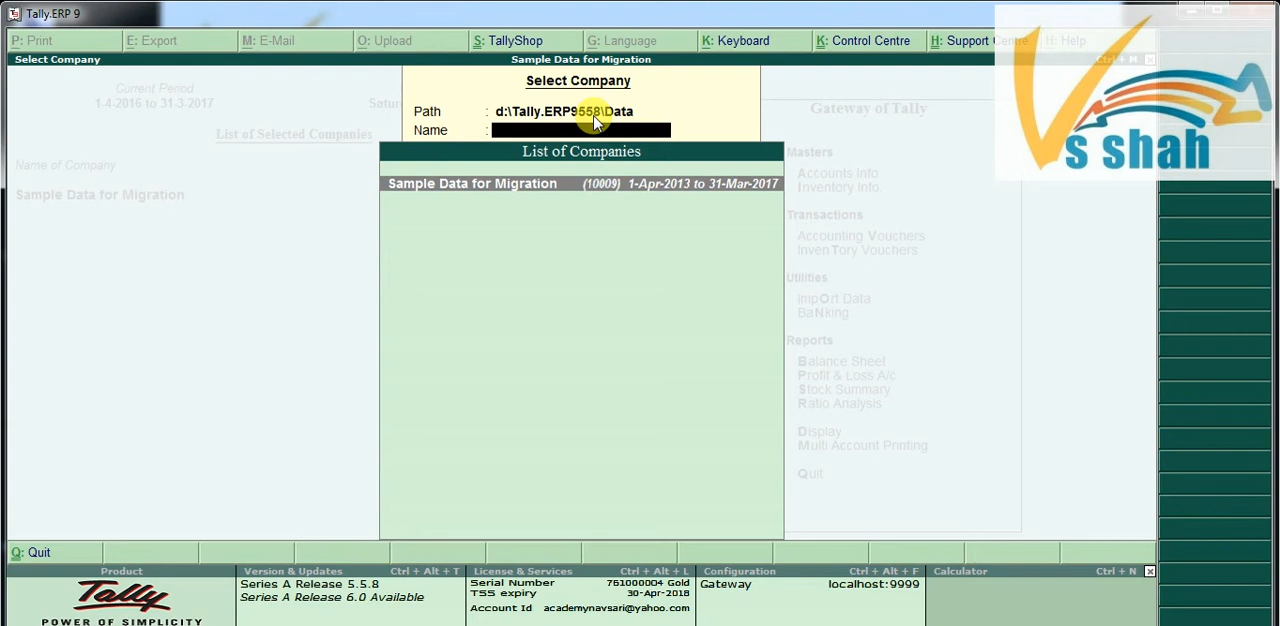 Tally.ERP 9
P: Print
E: Export
M: E-Mail
O: Upload
S: TallyShop
G: Language
K: Keyboard
K: Control Centre
H: Support Centre
H: Help
Select Company
Sample Data for Migration
Ctrl + M
Current Period
1-4-2016 to 31-3-2017
List of Selected Companies
Name of Company
Sample Data for Migration
Select Company
Path : d:\Tally.ERP9558\Data
Name :
List of Companies
Sample Data for Migration (10009) 1-Apr-2013 to 31-Mar-2017
Gateway of Tally
Masters
Accounts Info.
Inventory Info.
Transactions
Accounting Vouchers
InvenTory Vouchers
Utilities
ImpOrt Data
BaNking
Reports
Balance Sheet
Profit & Loss A/c
Stock Summary
Ratio Analysis
Display
Multi Account Printing
Quit
Vs shah
Q: Quit
Product
Tally
POWER OF SIMPLICITY
Version & Updates Ctrl + Alt + T
Series A Release 5.5.8
Series A Release 6.0 Available
License & Services Ctrl + Alt + L
Serial Number 761000004 Gold
TSS expiry 30-Apr-2018
Account Id academynavsari@yahoo.com
Configuration Ctrl + Alt + F
Gateway localhost:9999
Calculator Ctrl + N